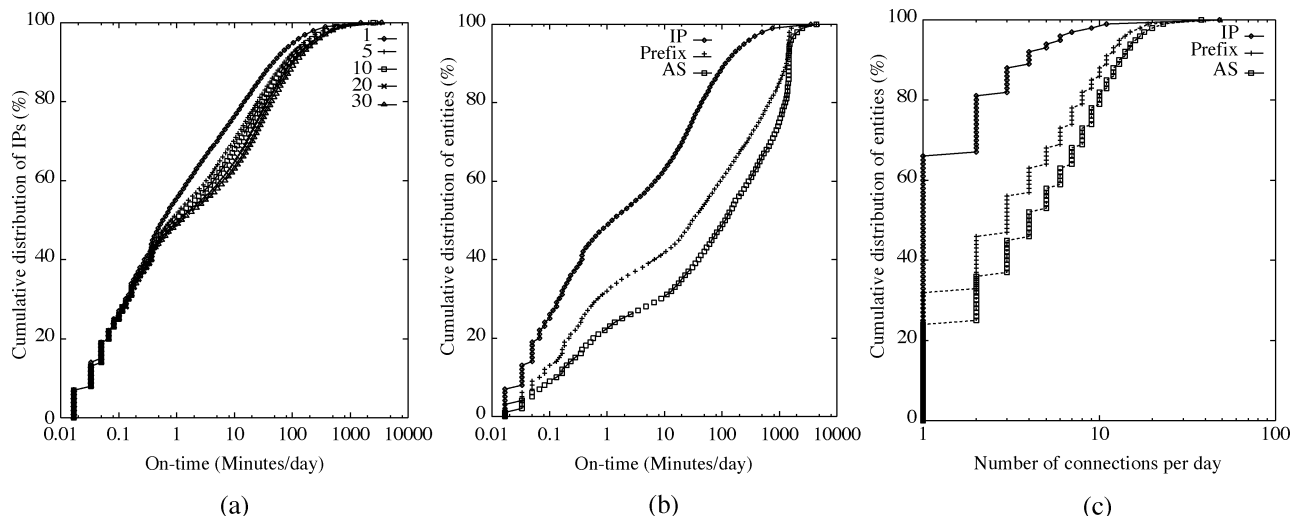 Cumulative distribution of IPs (%)
100
80
60
40
20
0
1
5
10
20
30
0.01 0.1 1 10 100 1000 10000
On-time (Minutes/day)
(a)
Cumulative distribution of entities (%)
100
80
60
40
20
0
IP
Prefix
AS
0.01 0.1 1 10 100 1000 10000
On-time (Minutes/day)
(b)
Cumulative distribution of entities (%)
100
80
60
40
20
0
IP
Prefix
AS
1 10 100
Number of connections per day
(c)